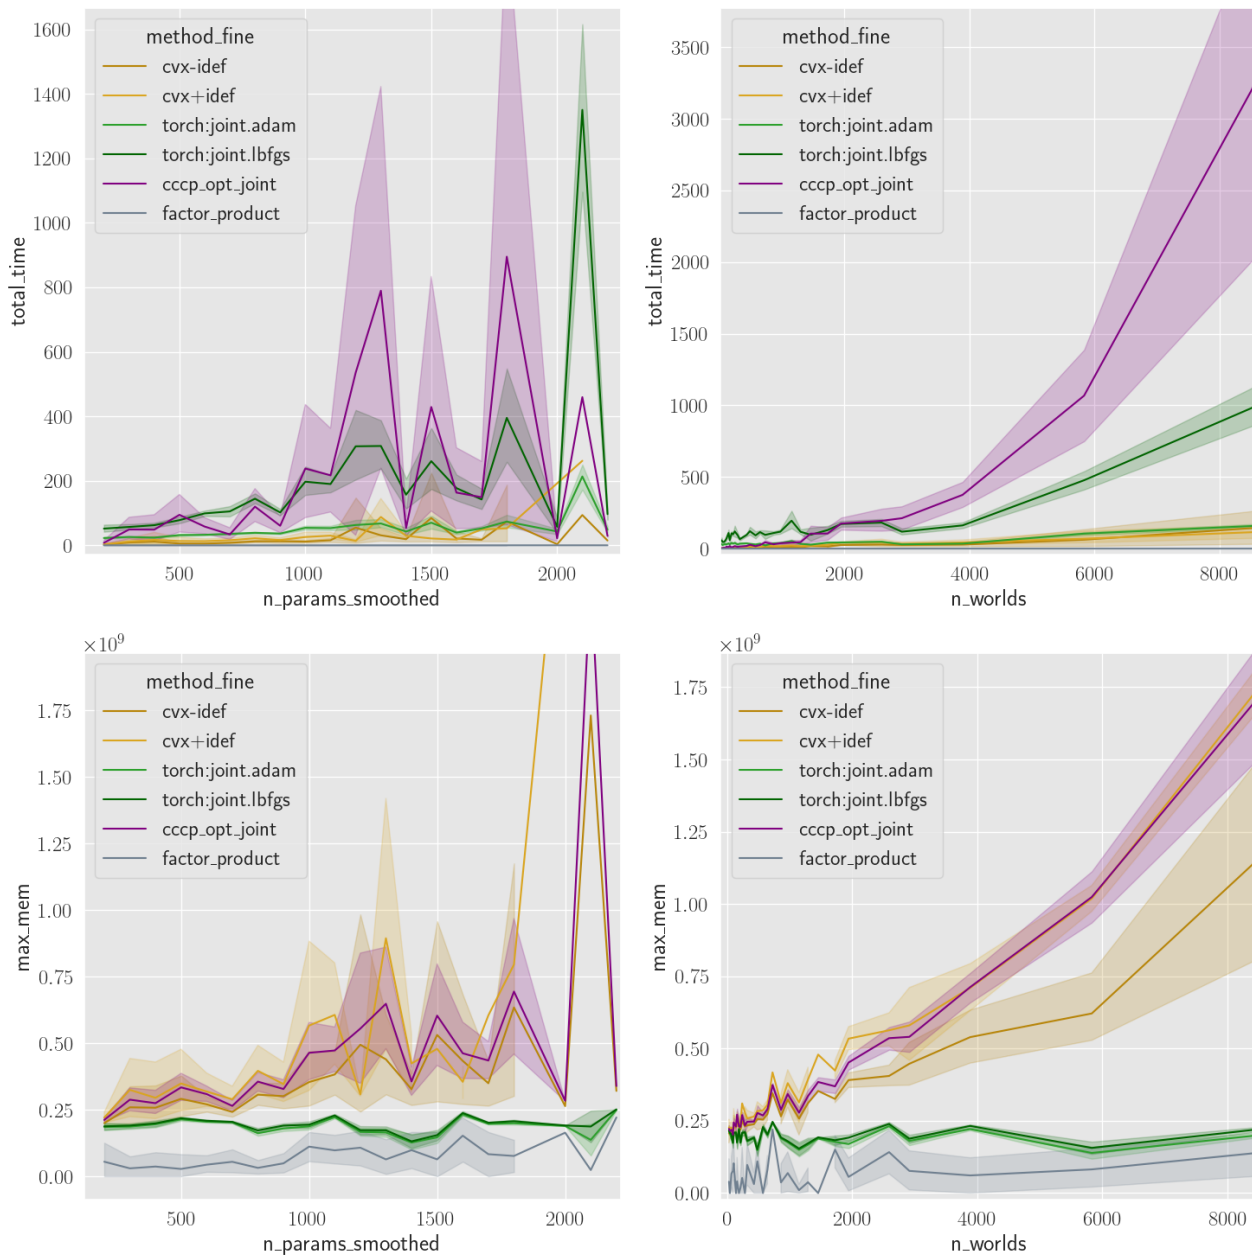 1600
1400
1200
1000
800
600
400
200
0
total_time
method_fine
cvx-idef
cvx+idef
torch:joint.adam
torch:joint.lbfgs
cccp_opt_joint
factor_product
500
1000
1500
2000
n_params_smoothed
3500
3000
2500
2000
1500
1000
500
0
total_time
method_fine
cvx-idef
cvx+idef
torch:joint.adam
torch:joint.lbfgs
cccp_opt_joint
factor_product
2000
4000
6000
8000
n_worlds
×10⁹
1.75
1.50
1.25
1.00
0.75
0.50
0.25
0.00
max_mem
method_fine
cvx-idef
cvx+idef
torch:joint.adam
torch:joint.lbfgs
cccp_opt_joint
factor_product
500
1000
1500
2000
n_params_smoothed
×10⁹
1.75
1.50
1.25
1.00
0.75
0.50
0.25
0.00
max_mem
method_fine
cvx-idef
cvx+idef
torch:joint.adam
torch:joint.lbfgs
cccp_opt_joint
factor_product
0
2000
4000
6000
8000
n_worlds